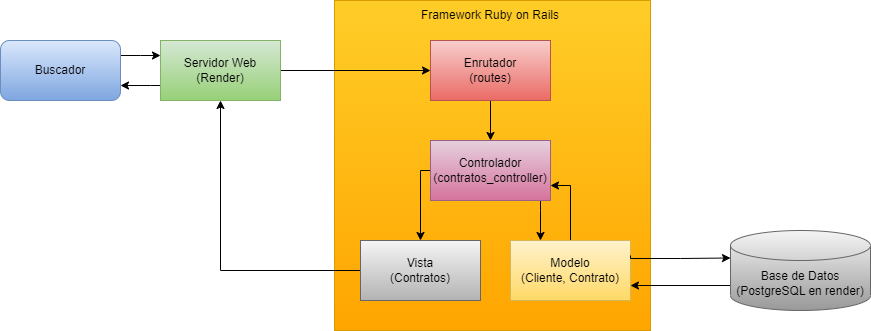 Framework Ruby on Rails
Buscador
Servidor Web
(Render)
Enrutador
(routes)
Controlador
(contratos_controller)
Vista
(Contratos)
Modelo
(Cliente, Contrato)
Base de Datos
(PostgreSQL en render)